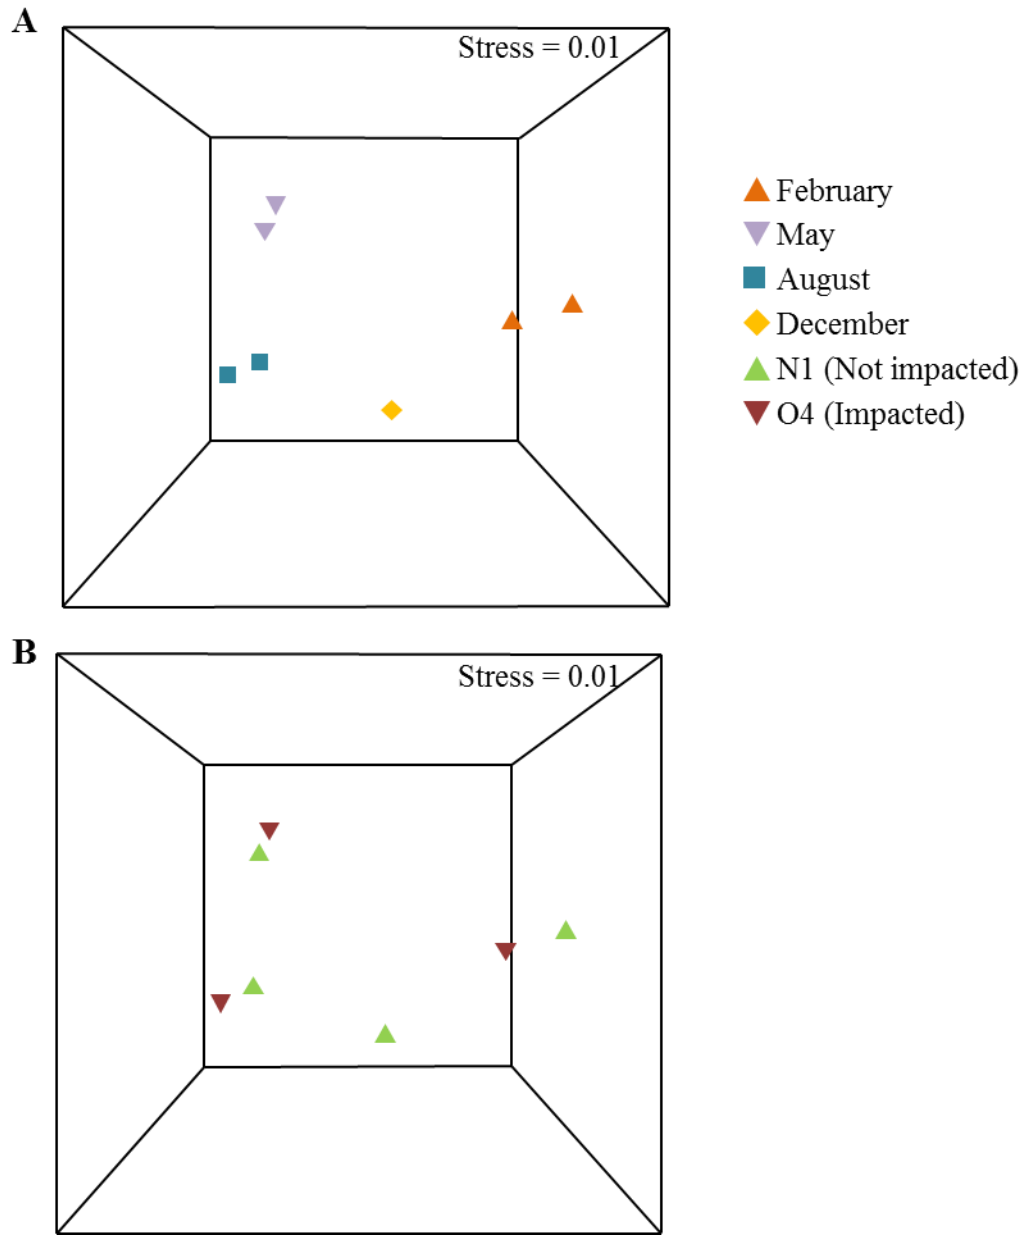 A
Stress = 0.01
February
May
August
December
N1 (Not impacted)
O4 (Impacted)
B
Stress = 0.01